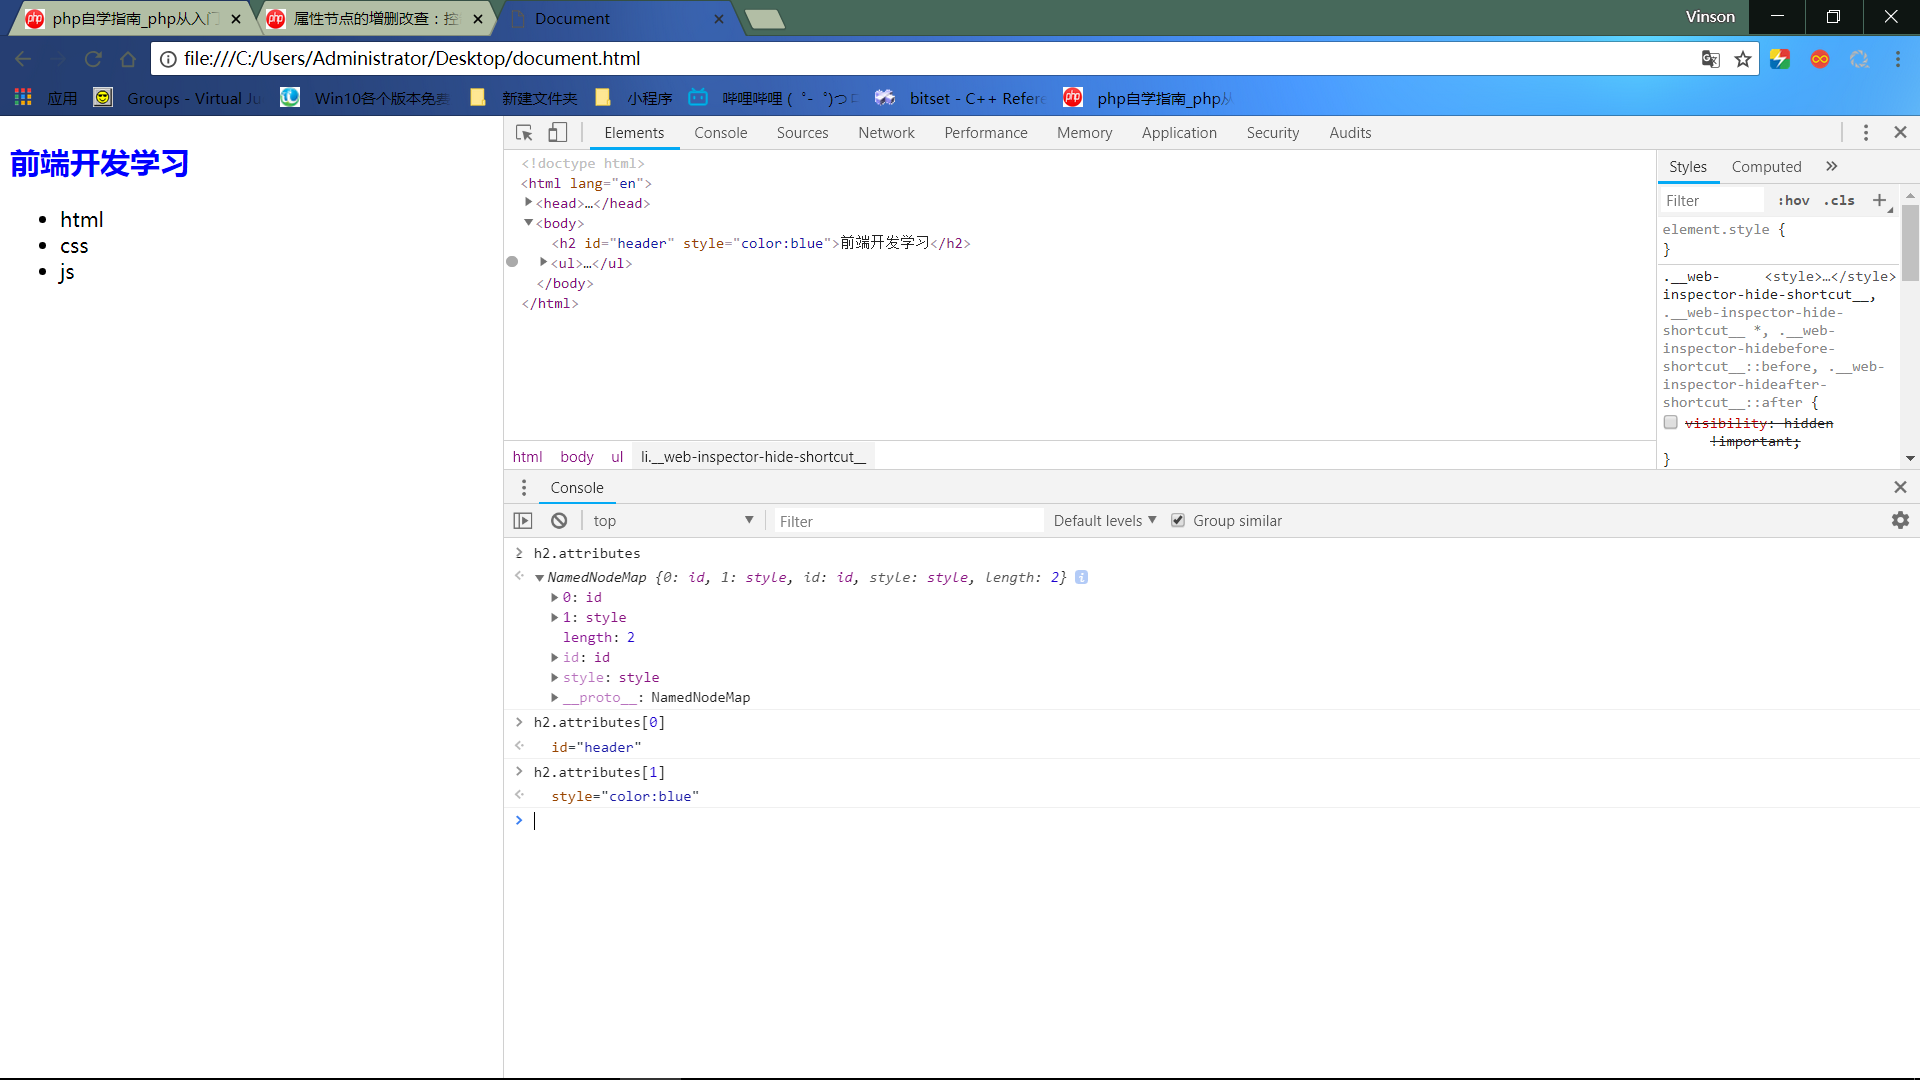 php自学指南_php从入门
属性节点的增删改查:控
Document
Vinson
file:///C:/Users/Administrator/Desktop/document.html
应用
Groups - Virtual Ju
Win10各个版本免
新建文件夹
小程序
哔哩哔哩 ( ゜- ゜)つ
bitset - C++ Refere
php自学指南_php
前端开发学习
html
css
js
Elements
Console
Sources
Network
Performance
Memory
Application
Security
Audits
<!doctype html>
<html lang="en">
<head>…</head>
<body>
<h2 id="header" style="color:blue">前端开发学习</h2>
<ul>…</ul>
</body>
</html>
html
body
ul
li.__web-inspector-hide-shortcut__
Styles
Computed
»
Filter
:hov
.cls
element.style {
}
.__web- <style>…</style>
inspector-hide-shortcut__,
.__web-inspector-hide-
shortcut__ *, .__web-
inspector-hidebefore-
shortcut__::before, .__web-
inspector-hideafter-
shortcut__::after {
visibility: hidden
!important;
}
Console
top
Filter
Default levels
Group similar
h2.attributes
NamedNodeMap {0: id, 1: style, id: id, style: style, length: 2}
0: id
1: style
length: 2
id: id
style: style
__proto__: NamedNodeMap
h2.attributes[0]
id="header"
h2.attributes[1]
style="color:blue"